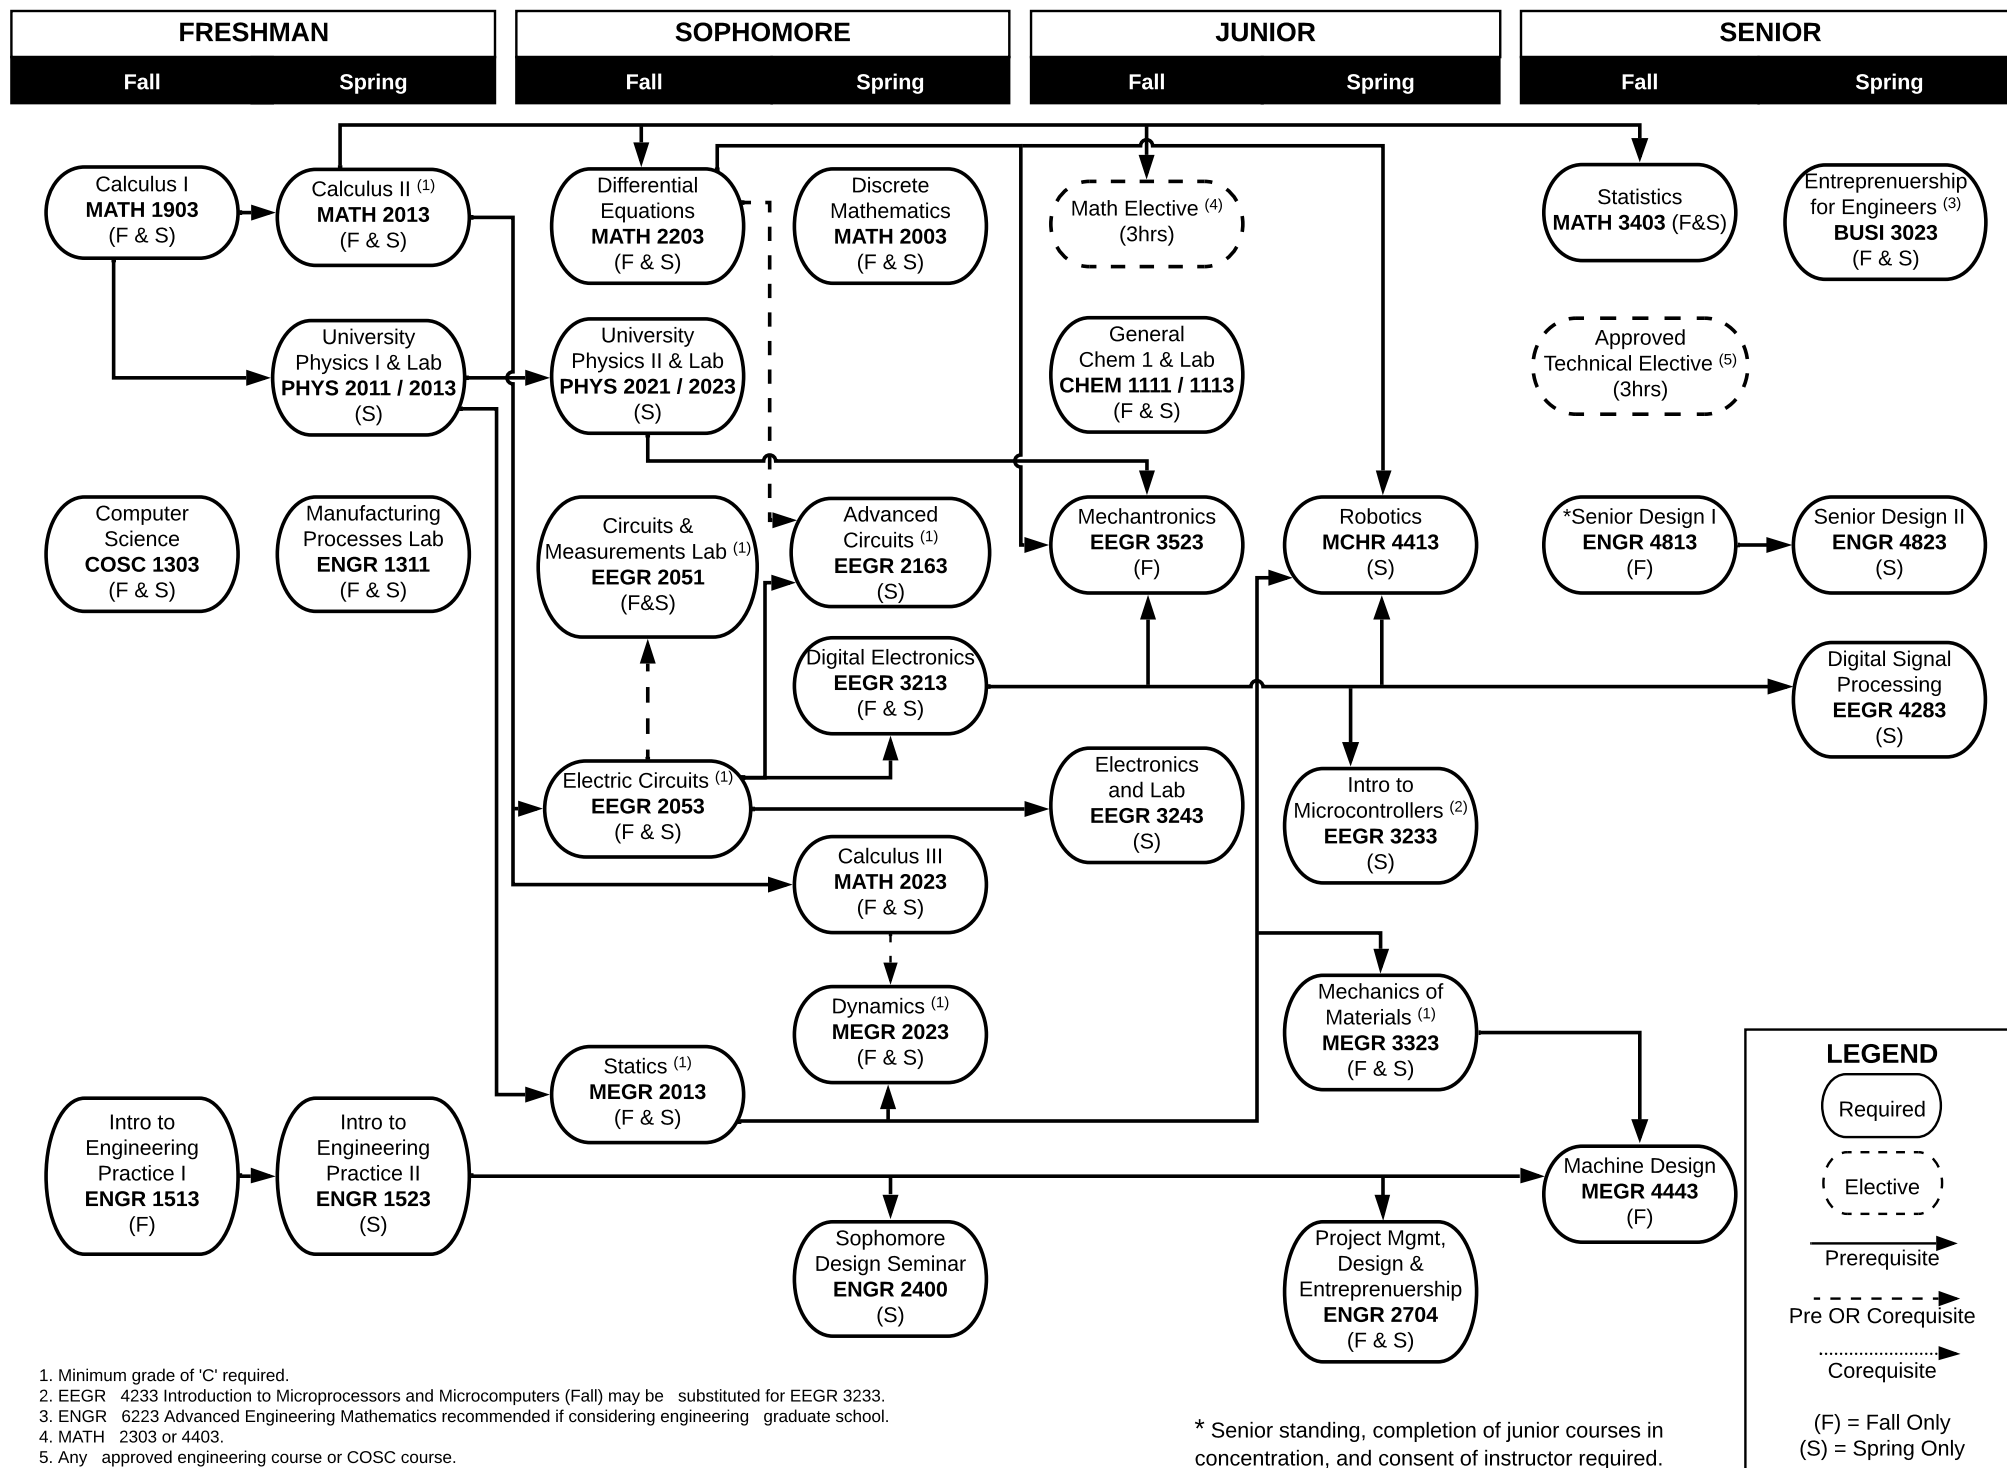 FRESHMAN
Fall
Spring
SOPHOMORE
Fall
Spring
JUNIOR
Fall
Spring
SENIOR
Fall
Spring
Calculus I
MATH 1903
(F & S)
Calculus II (1)
MATH 2013
(F & S)
Differential
Equations
MATH 2203
(F & S)
Discrete
Mathematics
MATH 2003
(F & S)
Math Elective (4)
(3hrs)
Statistics
MATH 3403 (F&S)
Entreprenuership
for Engineers (3)
BUSI 3023
(F & S)
University
Physics I & Lab
PHYS 2011 / 2013
(S)
University
Physics II & Lab
PHYS 2021 / 2023
(S)
General
Chem 1 & Lab
CHEM 1111 / 1113
(F & S)
Approved
Technical Elective (5)
(3hrs)
Computer
Science
COSC 1303
(F & S)
Manufacturing
Processes Lab
ENGR 1311
(F & S)
Circuits &
Measurements Lab (1)
EEGR 2051
(F&S)
Advanced
Circuits (1)
EEGR 2163
(S)
Mechantronics
EEGR 3523
(F)
Robotics
MCHR 4413
(S)
*Senior Design I
ENGR 4813
(F)
Senior Design II
ENGR 4823
(S)
Digital Electronics
EEGR 3213
(F & S)
Digital Signal
Processing
EEGR 4283
(S)
Electric Circuits (1)
EEGR 2053
(F & S)
Electronics
and Lab
EEGR 3243
(S)
Intro to
Microcontrollers (2)
EEGR 3233
(S)
Calculus III
MATH 2023
(F & S)
Dynamics (1)
MEGR 2023
(F & S)
Mechanics of
Materials (1)
MEGR 3323
(F & S)
Statics (1)
MEGR 2013
(F & S)
Intro to
Engineering
Practice I
ENGR 1513
(F)
Intro to
Engineering
Practice II
ENGR 1523
(S)
Machine Design
MEGR 4443
(F)
Sophomore
Design Seminar
ENGR 2400
(S)
Project Mgmt,
Design &
Entreprenuership
ENGR 2704
(F & S)
LEGEND
Required
Elective
Prerequisite
Pre OR Corequisite
Corequisite
(F) = Fall Only
(S) = Spring Only
1. Minimum grade of 'C' required.
2. EEGR 4233 Introduction to Microprocessors and Microcomputers (Fall) may be substituted for EEGR 3233.
3. ENGR 6223 Advanced Engineering Mathematics recommended if considering engineering graduate school.
4. MATH 2303 or 4403.
5. Any approved engineering course or COSC course.
* Senior standing, completion of junior courses in
concentration, and consent of instructor required.